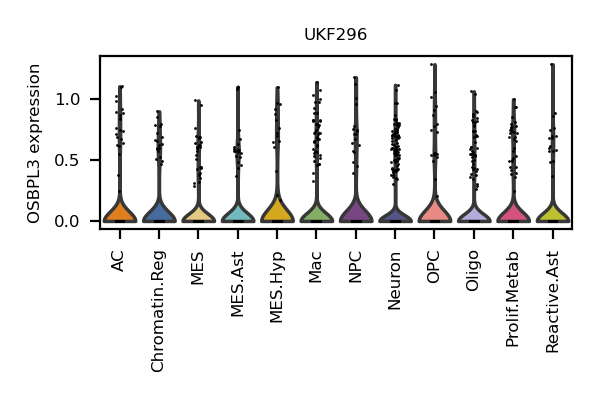 UKF296
OSBPL3 expression
1.0
0.5
0.0
AC
Chromatin.Reg
MES
MES.Ast
MES.Hyp
Mac
NPC
Neuron
OPC
Oligo
Prolif.Metab
Reactive.Ast